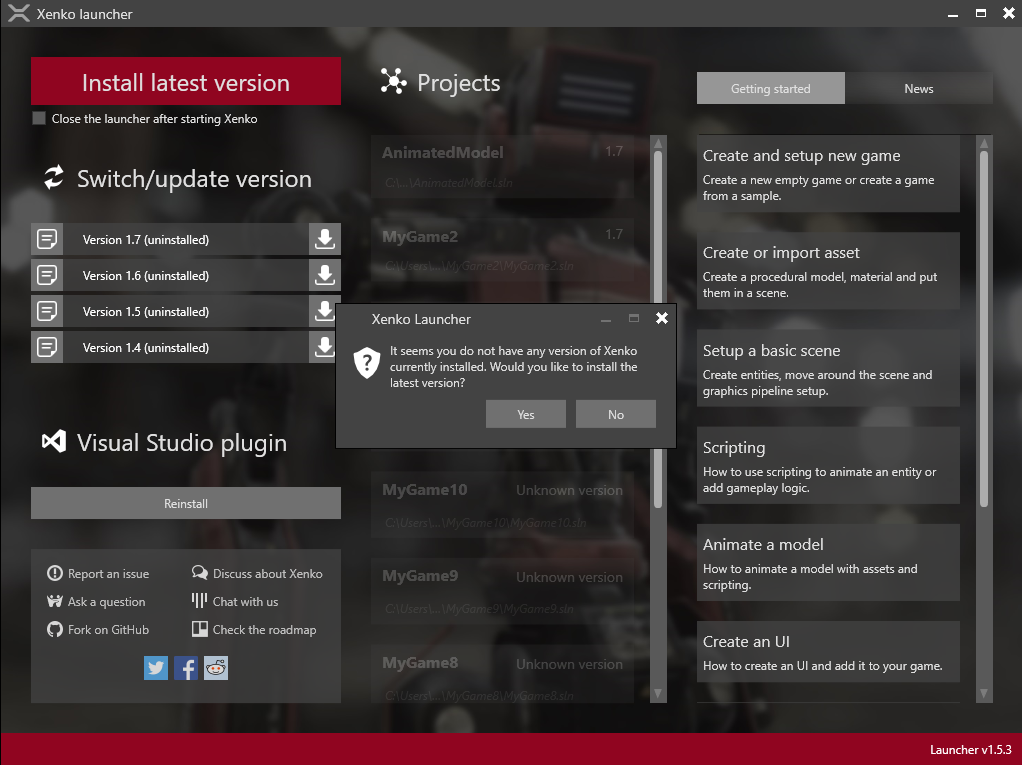 Xenko launcher
Install latest version
Close the launcher after starting Xenko
Switch/update version
Version 1.7 (uninstalled)
Version 1.6 (uninstalled)
Version 1.5 (uninstalled)
Version 1.4 (uninstalled)
Visual Studio plugin
Reinstall
Report an issue
Discuss about Xenko
Ask a question
Chat with us
Fork on GitHub
Check the roadmap
Projects
AnimatedModel 1.7
C:\...\AnimatedModel.sln
MyGame2 1.7
C:\Users\...\MyGame2\MyGame2.sln
Xenko Launcher
It seems you do not have any version of Xenko
currently installed. Would you like to install the
latest version?
Yes
No
MyGame10 Unknown version
C:\Users\...\MyGame10\MyGame10.sln
MyGame9 Unknown version
C:\Users\...\MyGame9\MyGame9.sln
MyGame8 Unknown version
C:\Users\...\MyGame8\MyGame8.sln
Getting started
News
Create and setup new game
Create a new empty game or create a game
from a sample.
Create or import asset
Create a procedural model, material and put
them in a scene.
Setup a basic scene
Create entities, move around the scene and
graphics pipeline setup.
Scripting
How to use scripting to animate an entity or
add gameplay logic.
Animate a model
How to animate a model with assets and
scripting.
Create an UI
How to create an UI and add it to your game.
Launcher v1.5.3